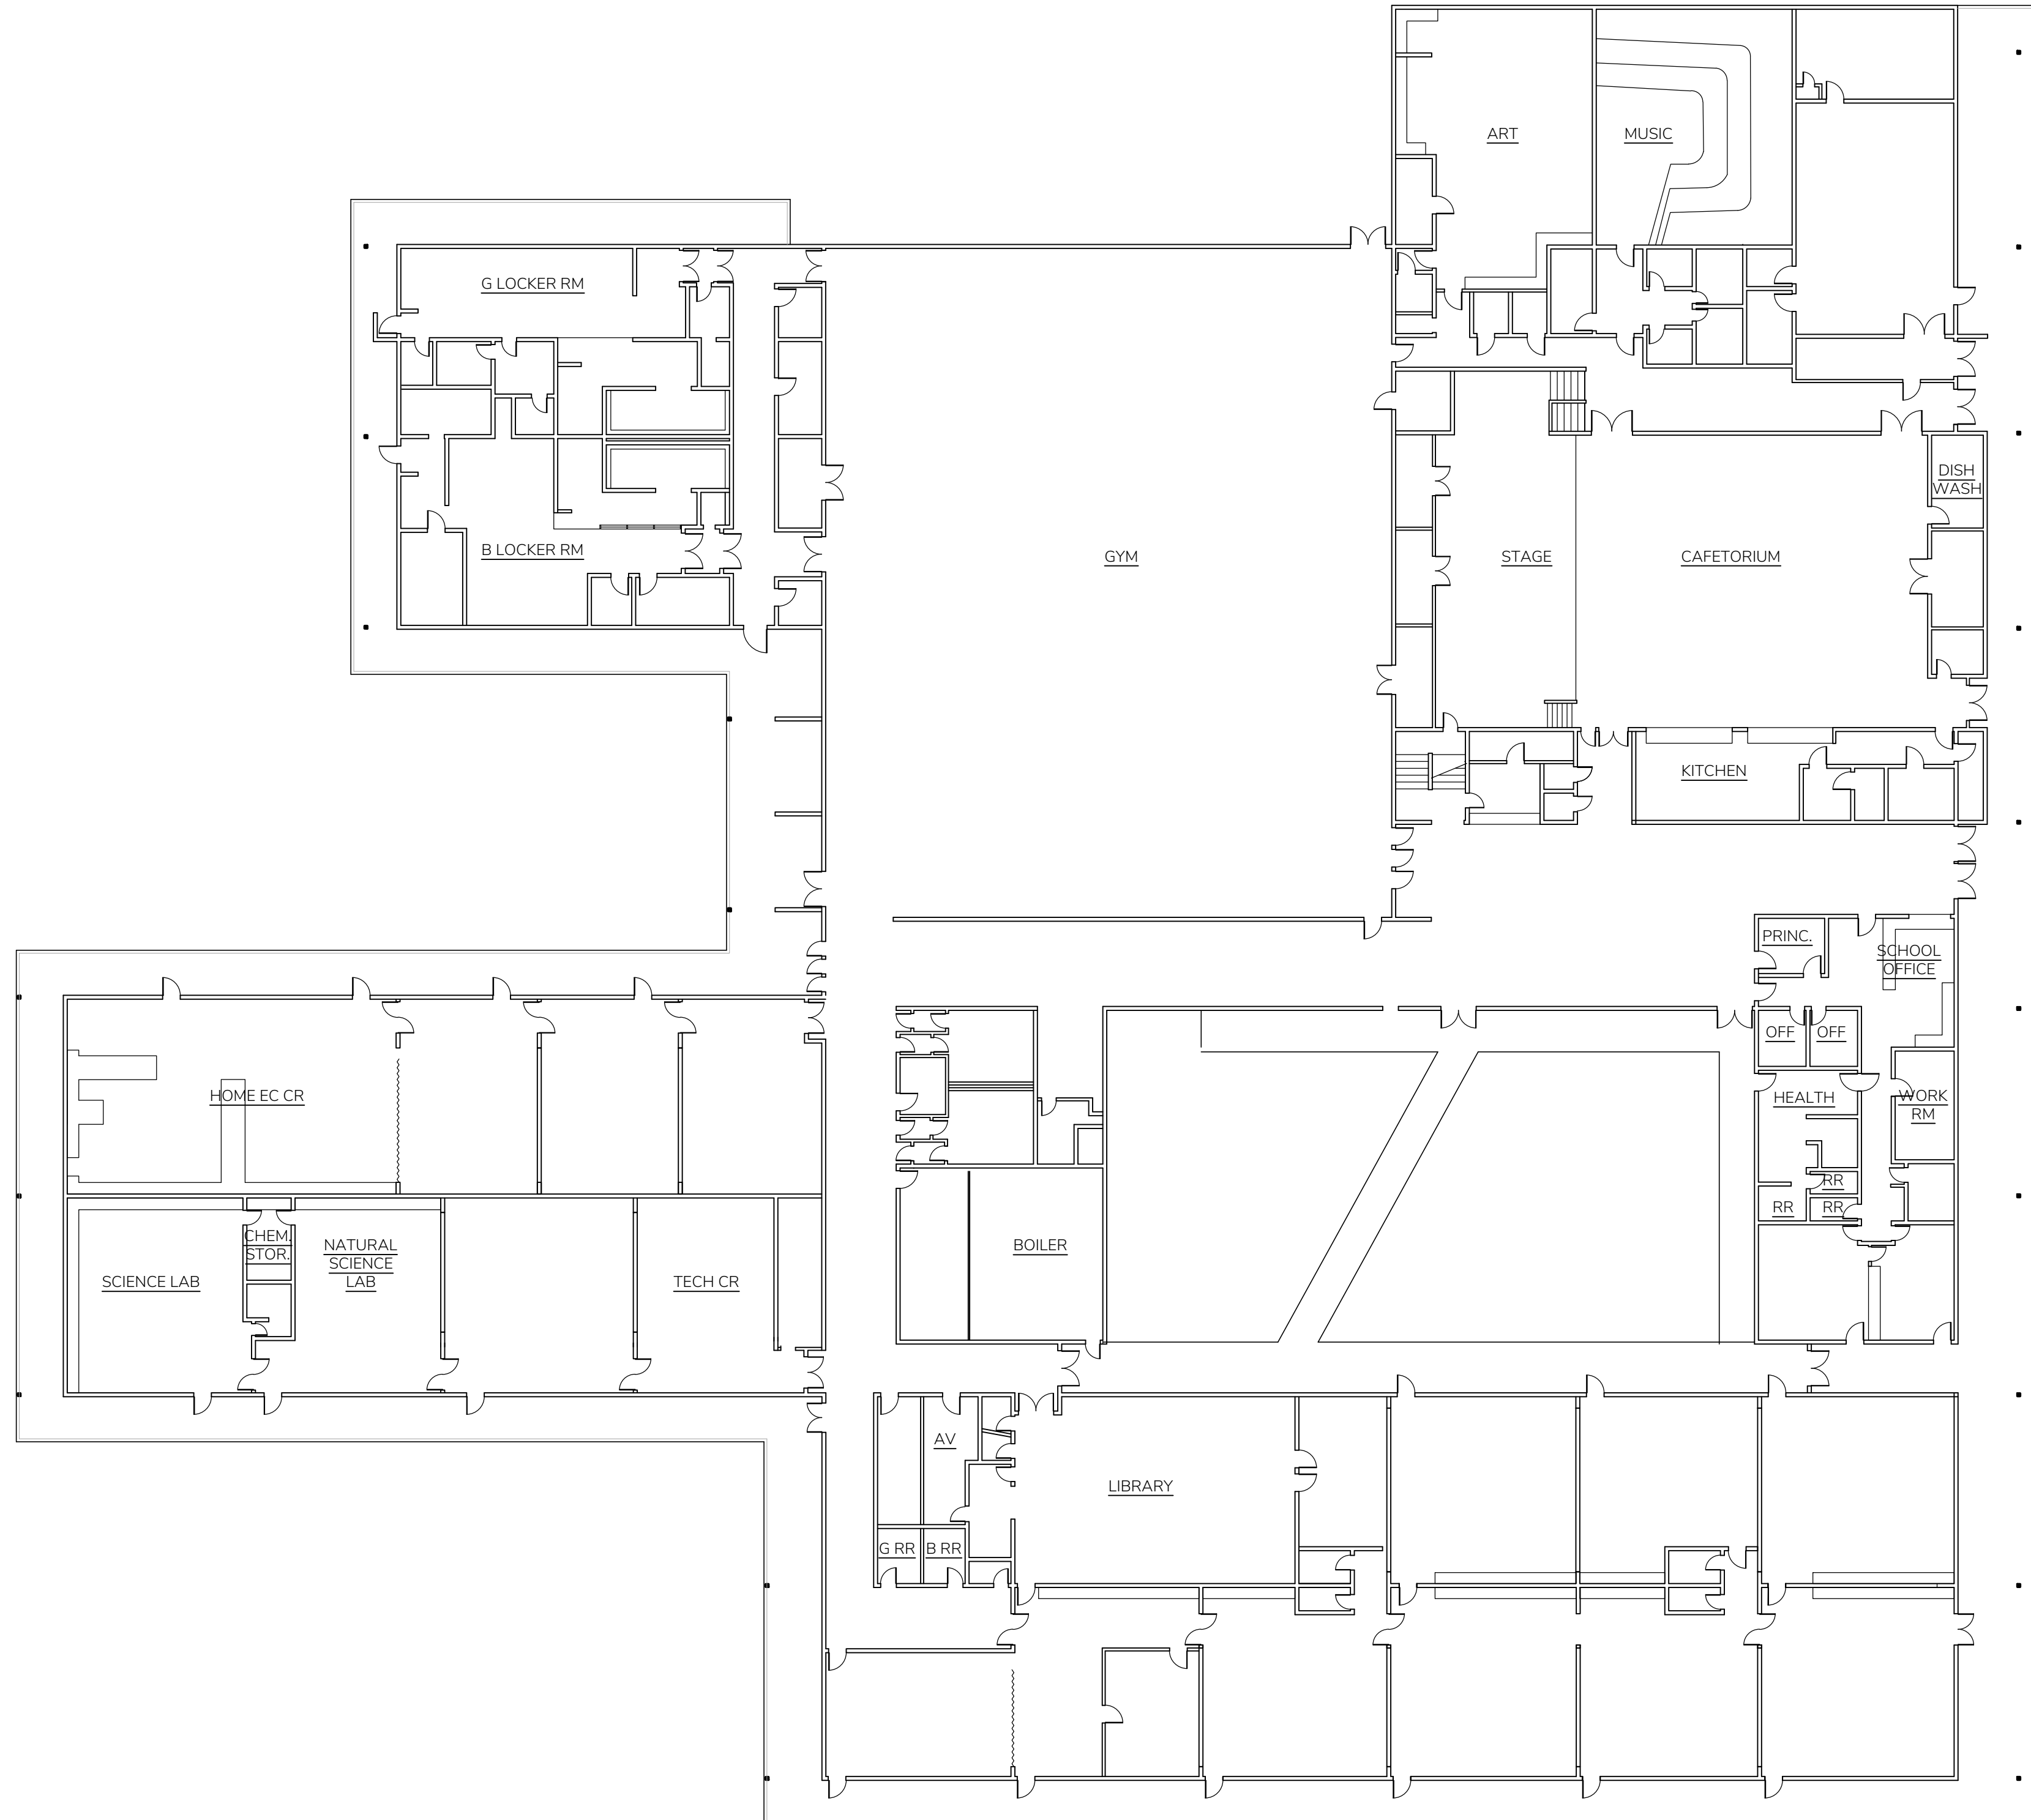 ART
MUSIC
G LOCKER RM
DISH
WASH
B LOCKER RM
GYM
STAGE
CAFETORIUM
KITCHEN
PRINC.
SCHOOL
OFFICE
OFF
OFF
HOME EC CR
HEALTH
WORK
RM
RR
RR
RR
CHEM.
STOR.
NATURAL
SCIENCE
LAB
BOILER
SCIENCE LAB
TECH CR
AV
LIBRARY
G RR
B RR